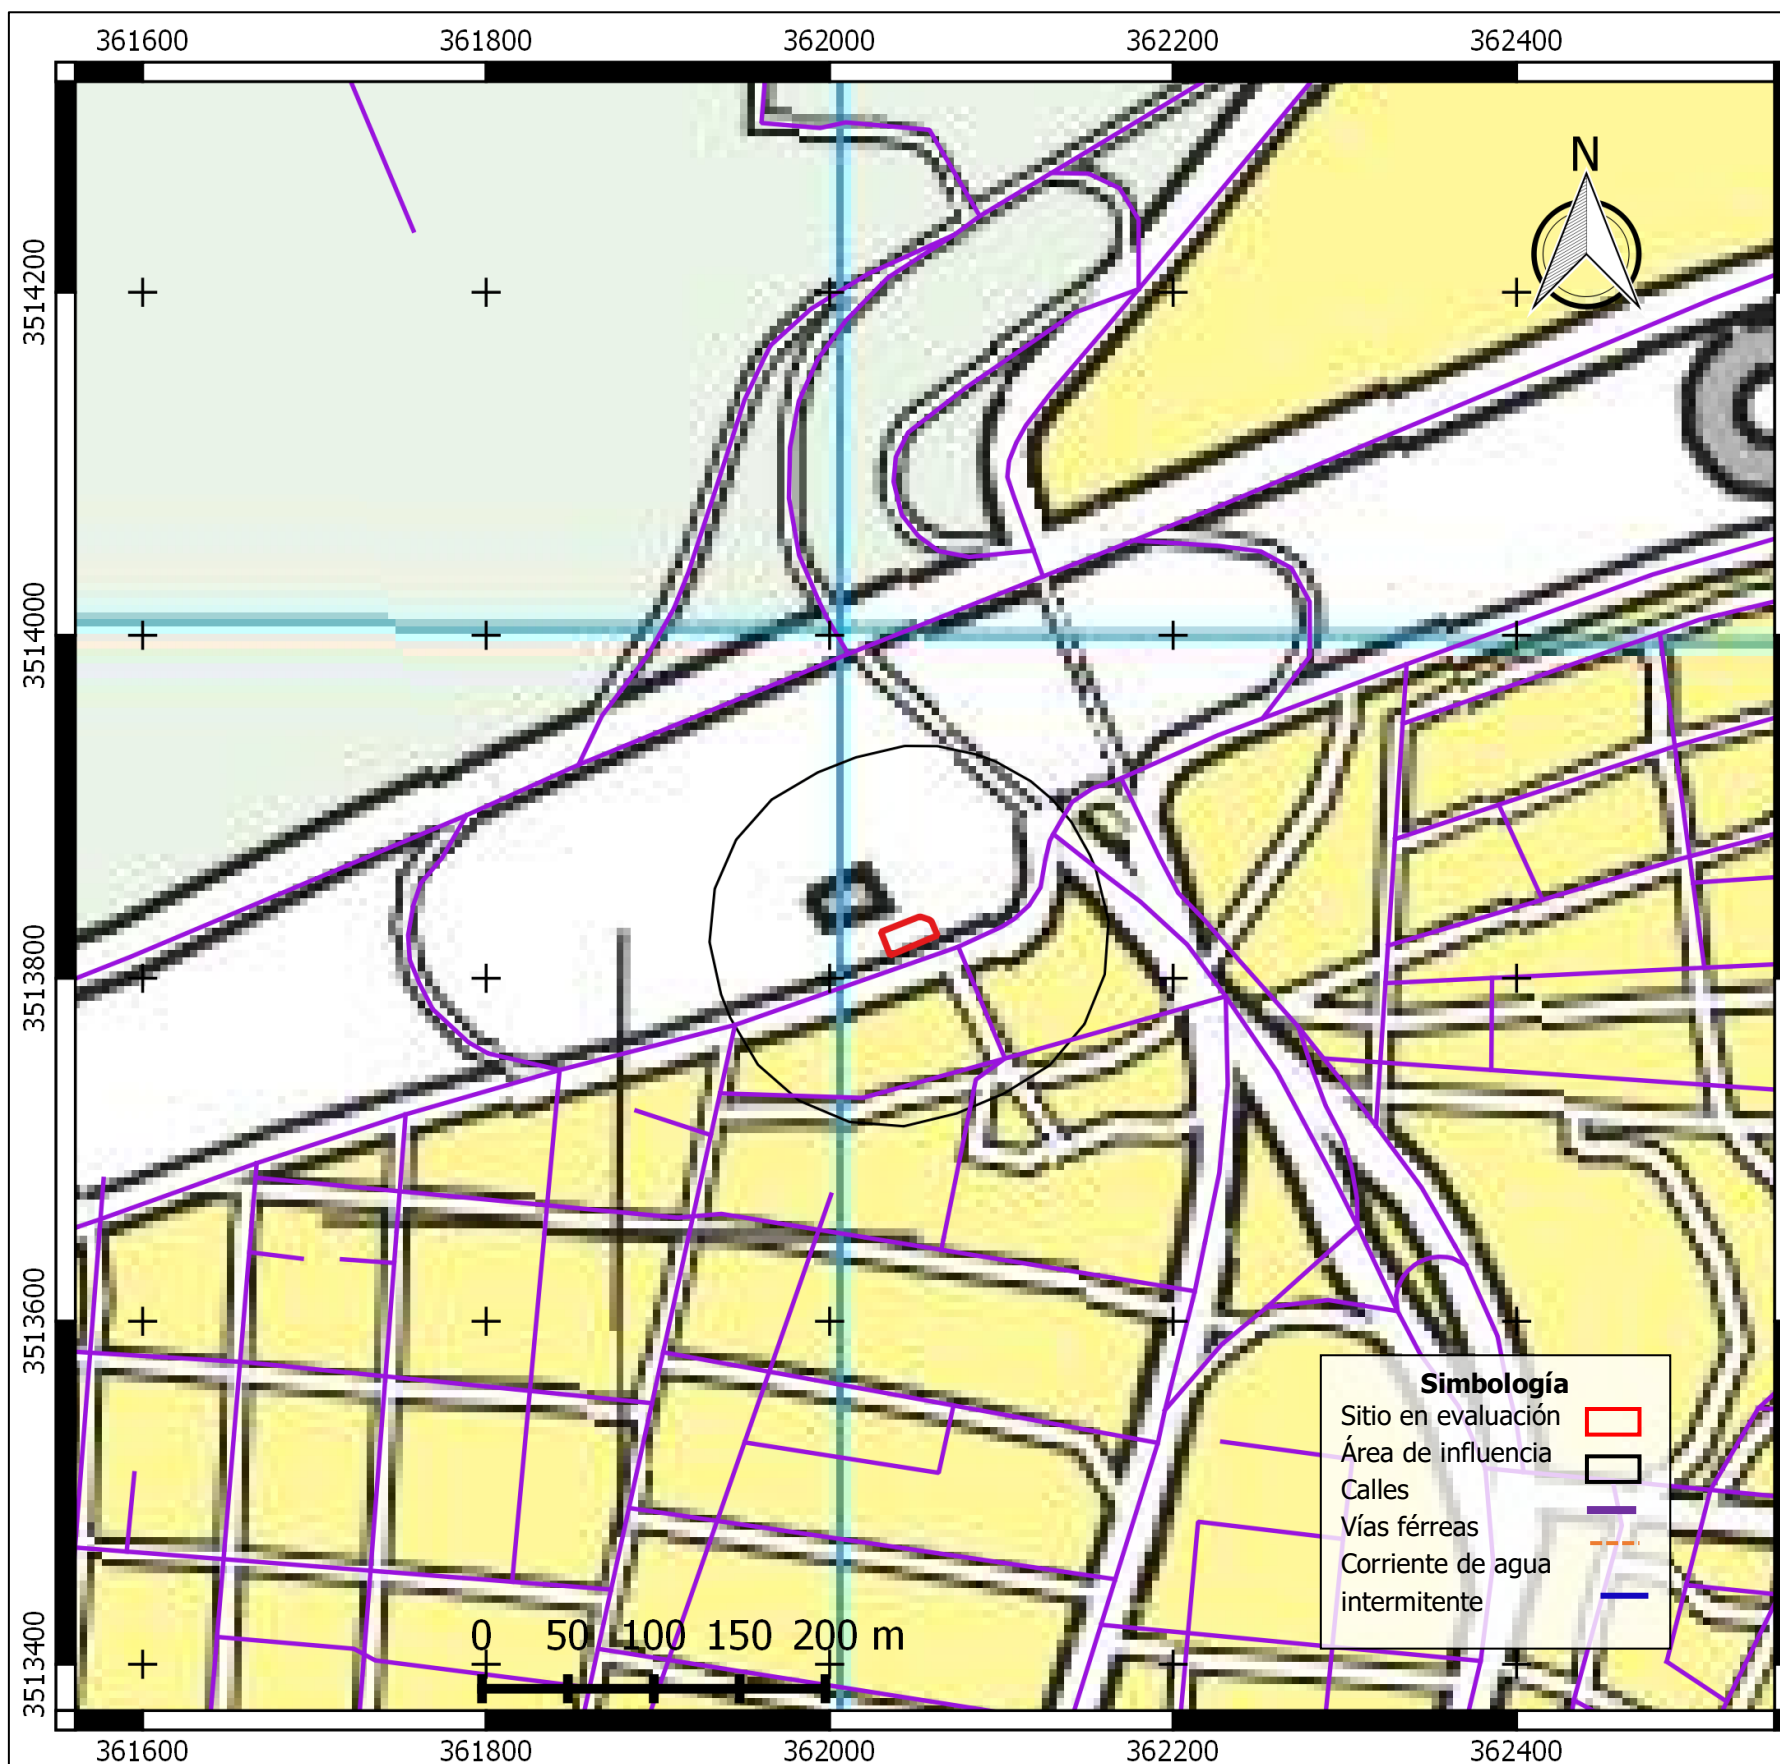 361600 361800 362000 362200 362400
N
3514200
3514000
3513800
3513600
3513400
Simbología
Sitio en evaluación
Área de influencia
Calles
Vías férreas
Corriente de agua
intermitente
0 50 100 150 200 m
361600 361800 362000 362200 362400